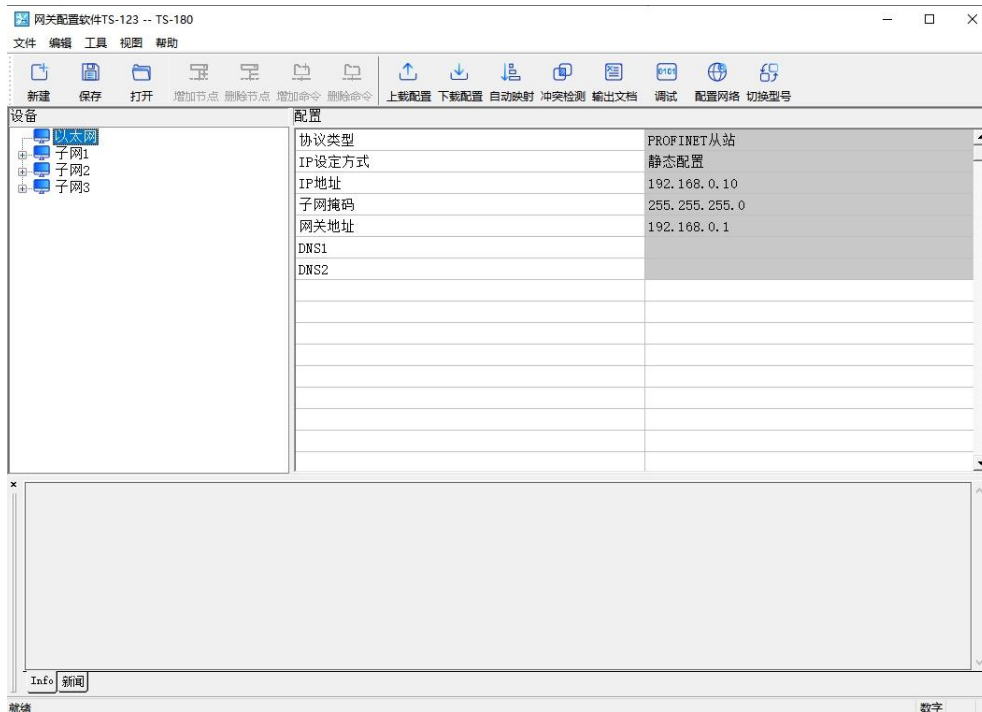 网关配置软件TS-123 -- TS-180
文件 编辑 工具 视图 帮助
新建 保存 打开 增加节点 删除节点 增加命令 删除命令 上载配置 下载配置 自动映射 冲突检测 输出文档 调试 配置网络 切换型号
设备
以太网
子网1
子网2
子网3
配置
协议类型 PROFINET从站
IP设定方式 静态配置
IP地址 192.168.0.10
子网掩码 255.255.255.0
网关地址 192.168.0.1
DNS1
DNS2
Info 新闻
就绪 数字